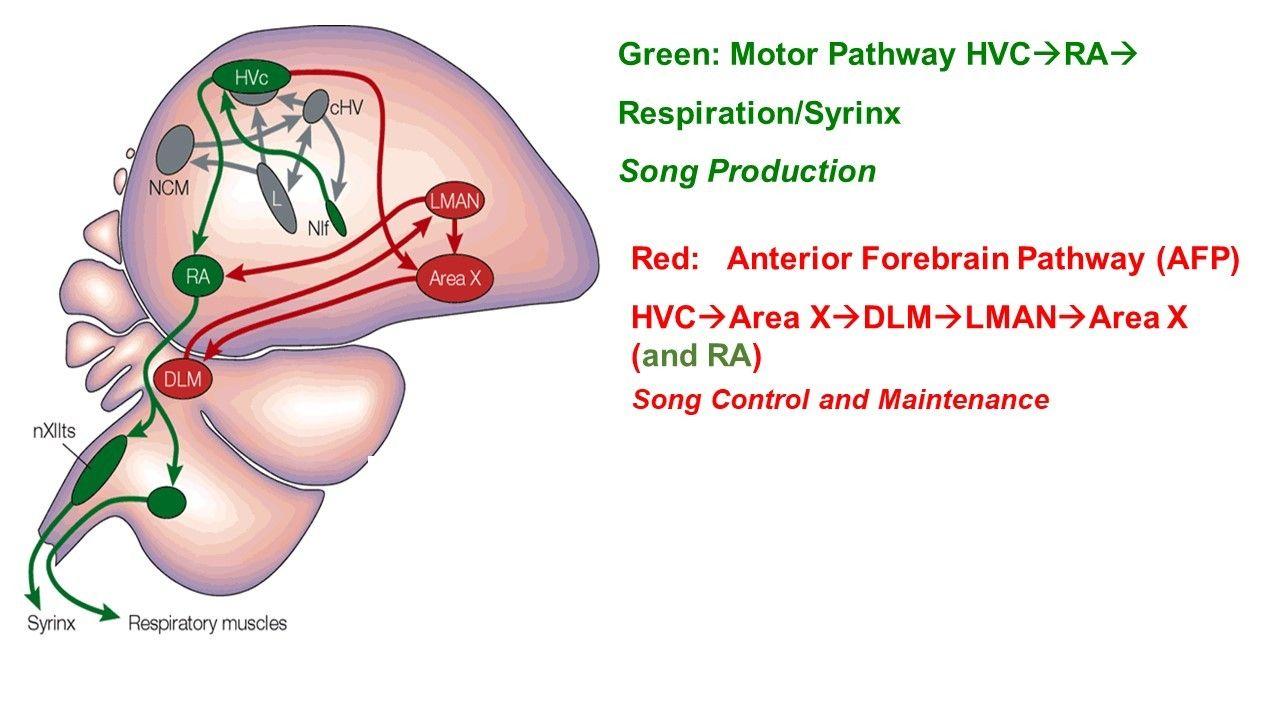 Green: Motor Pathway HVC→RA→
Respiration/Syrinx
Song Production
Red: Anterior Forebrain Pathway (AFP)
HVC→Area X→DLM→LMAN→Area X
(and RA)
Song Control and Maintenance
HVc
cHV
NCM
L
NIf
LMAN
RA
Area X
DLM
nXIIts
Syrinx
Respiratory muscles